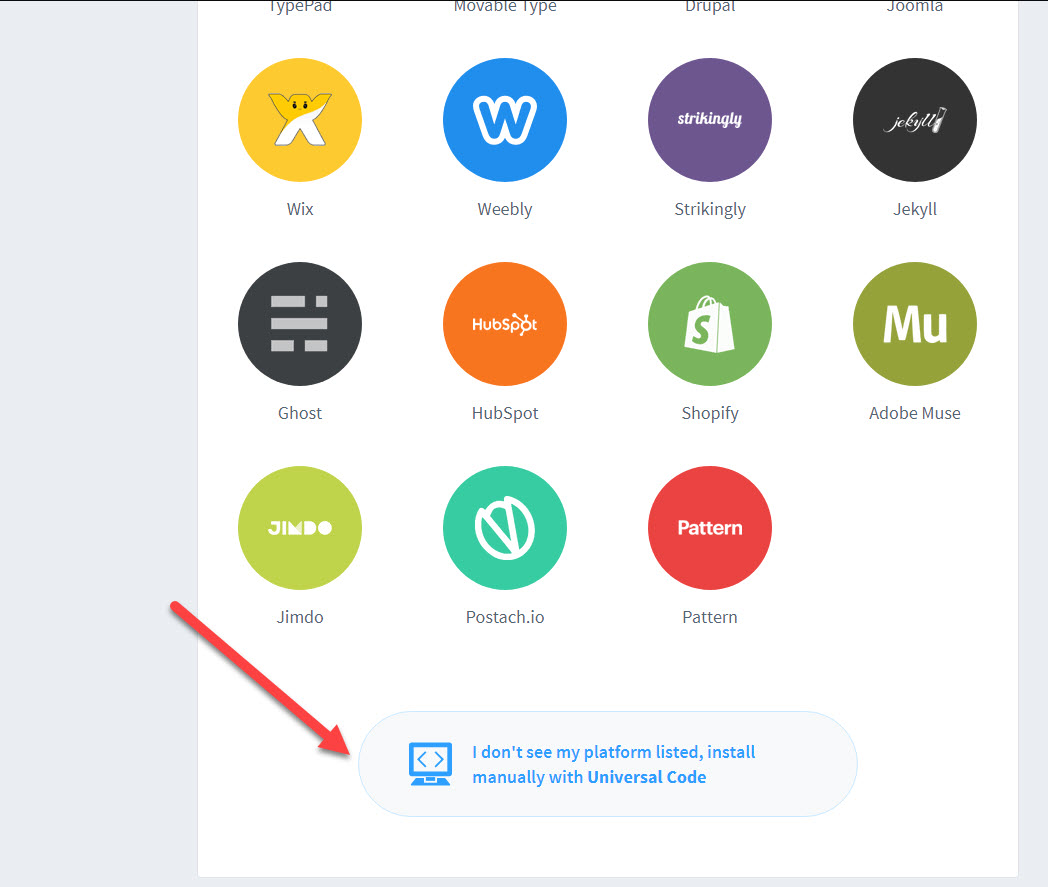 TypePad Movable Type Drupal Joomla
strikingly jekyll
Wix Weebly Strikingly Jekyll
HubSpot Mu
Ghost HubSpot Shopify Adobe Muse
JIMDO Pattern
Jimdo Postach.io Pattern
I don't see my platform listed, install
manually with Universal Code